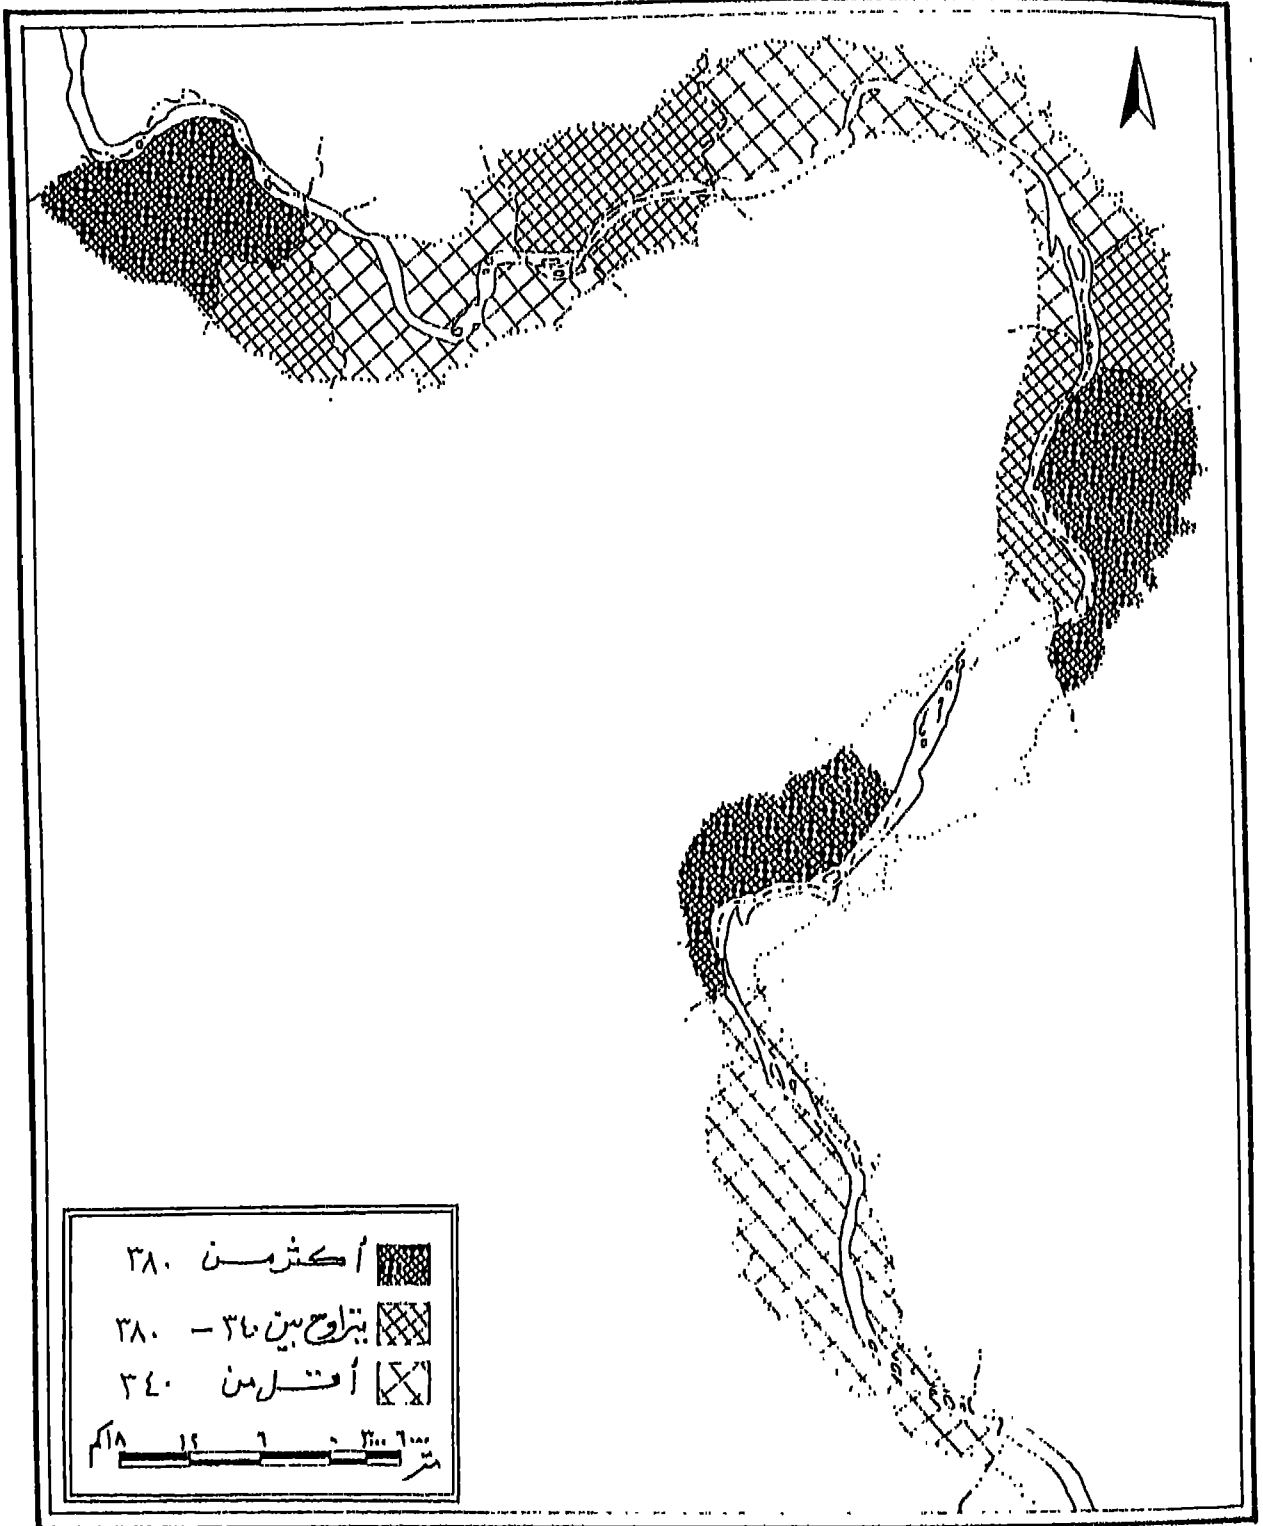 أكثر من ٣٨٠
يتراوح بين ٣٤٠ – ٣٨٠
أقل من ٣٤٠
١٨كم ١٢ ٦ ٠ ٣٠٠٠ ٦٠٠٠ متر